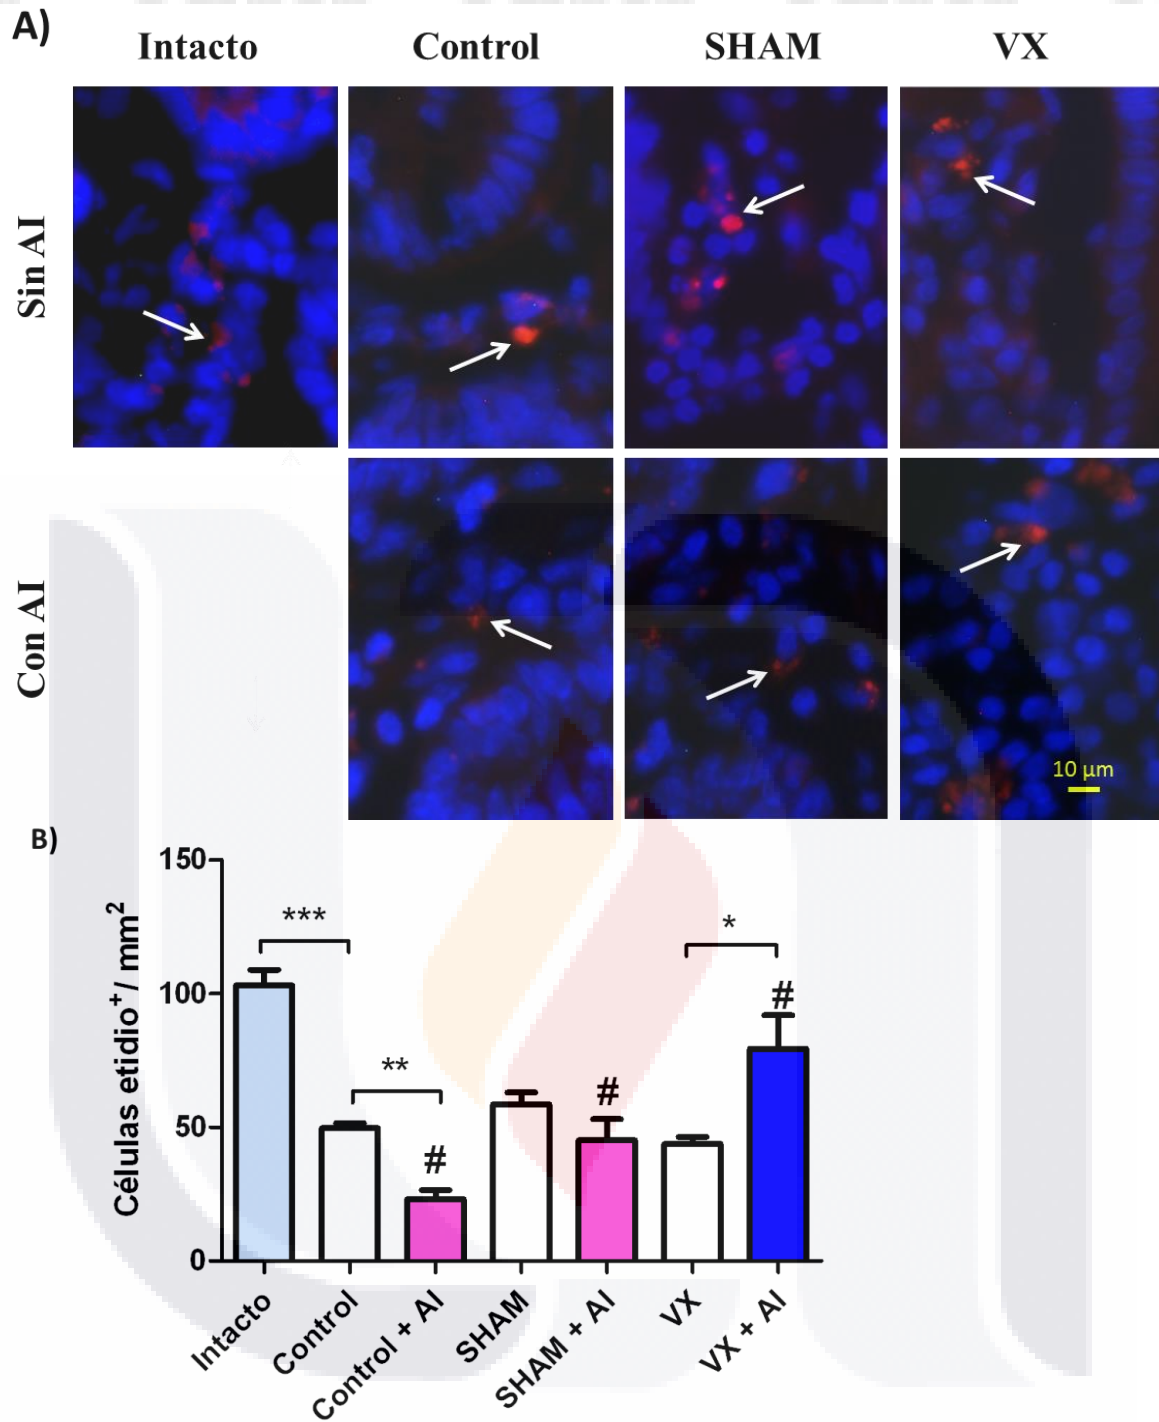 A)
Intacto Control SHAM VX
Sin AI
Con AI
10 µm
B)
Células etidio⁺/ mm²
150
100
50
0
***
**
*
#
#
#
Intacto
Control
Control + AI
SHAM
SHAM + AI
VX
VX + AI